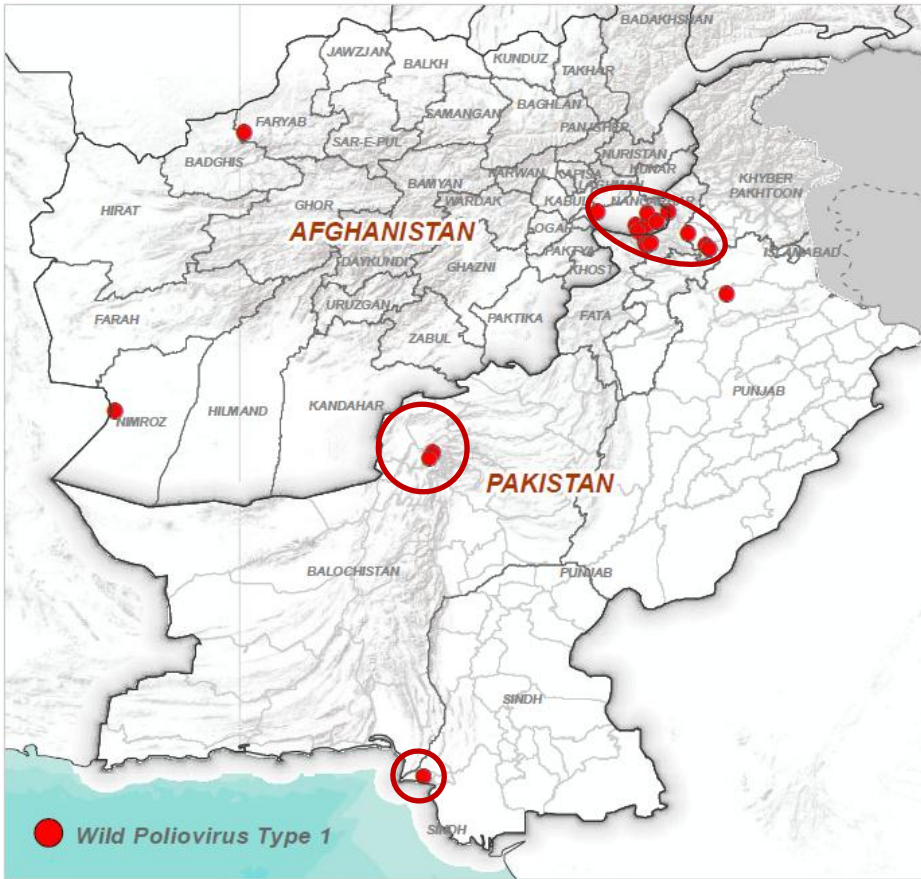 BADAKHSHAN
JAWZJAN
BALKH
KUNDUZ
TAKHAR
FARYAB
SAMANGAN
BAGHLAN
PANJSHER
SAR-E-PUL
BADGHIS
NURISTAN
KUNAR
KHYBER
PAKHTOON
BAMYAN
PARWAN
KAPISA
LAGHMAN
HIRAT
GHOR
WARDAK
KABUL
NANGARHAR
AFGHANISTAN
LOGAR
ISLAMABAD
DAYKUNDI
GHAZNI
PAKTYA
KHOST
URUZGAN
FARAH
ZABUL
PAKTIKA
FATA
PUNJAB
NIMROZ
HILMAND
KANDAHAR
PAKISTAN
BALOCHISTAN
PUNJAB
SINDH
SINDH
Wild Poliovirus Type 1